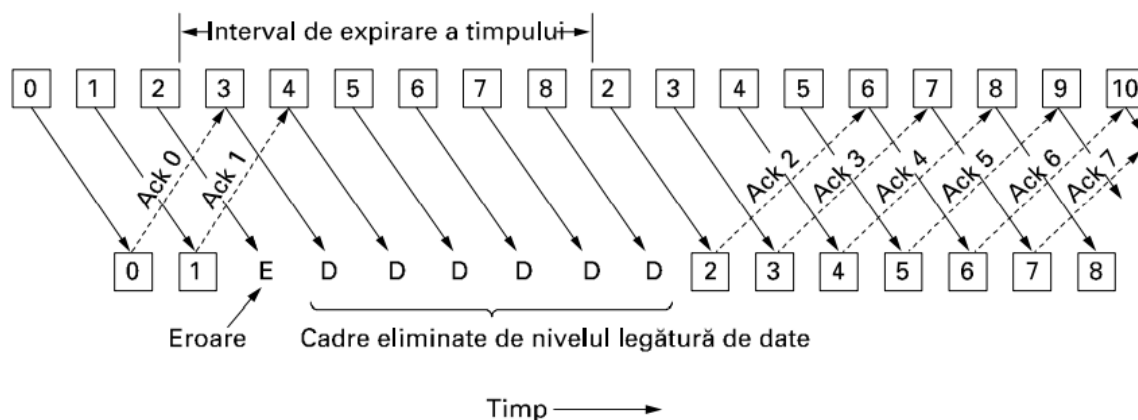 Interval de expirare a timpului
0 1 2 3 4 5 6 7 8 2 3 4 5 6 7 8 9 10
Ack 0 Ack 1 Ack 2 Ack 3 Ack 4 Ack 5 Ack 6 Ack 7
0 1 E D D D D D D 2 3 4 5 6 7 8
Eroare Cadre eliminate de nivelul legătură de date
Timp